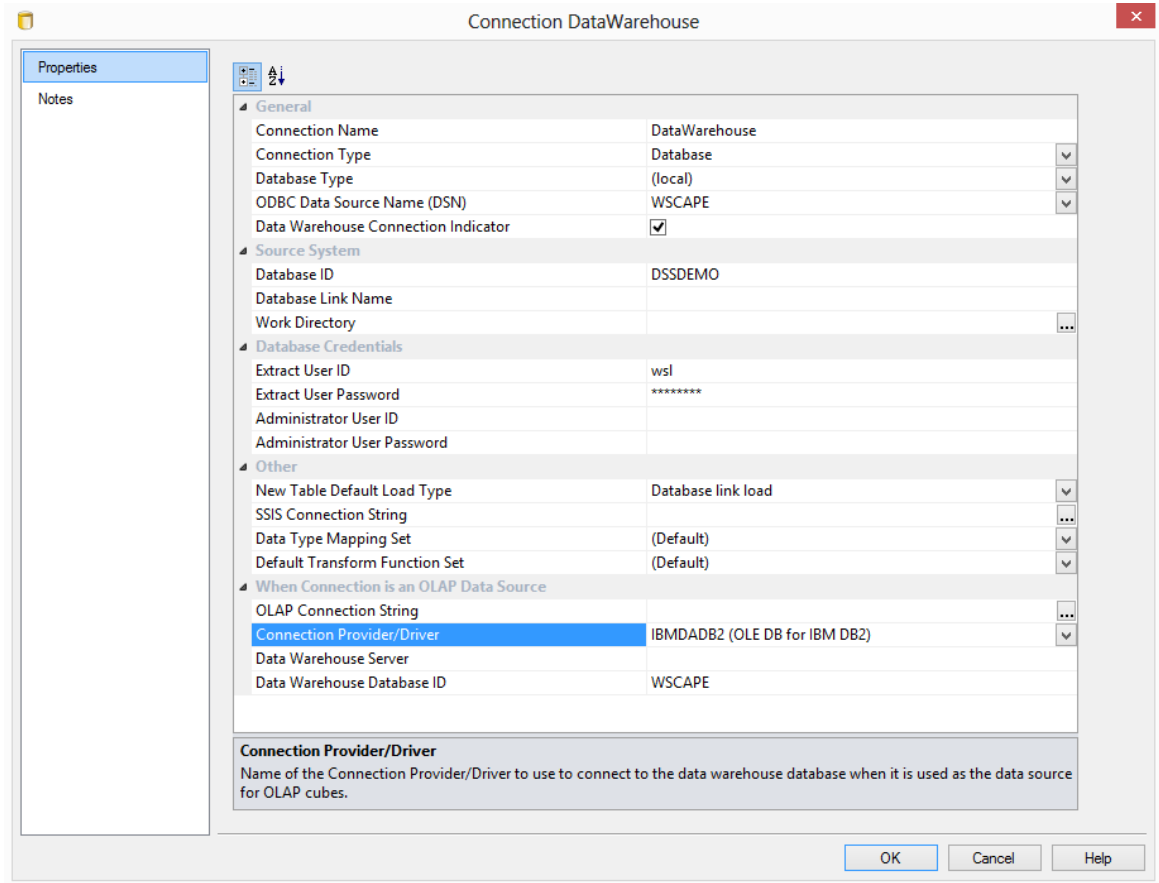 Connection DataWarehouse
Properties
Notes
General
Connection Name DataWarehouse
Connection Type Database
Database Type (local)
ODBC Data Source Name (DSN) WSCAPE
Data Warehouse Connection Indicator
Source System
Database ID DSSDEMO
Database Link Name
Work Directory ...
Database Credentials
Extract User ID wsl
Extract User Password ********
Administrator User ID
Administrator User Password
Other
New Table Default Load Type Database link load
SSIS Connection String ...
Data Type Mapping Set (Default)
Default Transform Function Set (Default)
When Connection is an OLAP Data Source
OLAP Connection String ...
Connection Provider/Driver IBMDADB2 (OLE DB for IBM DB2)
Data Warehouse Server
Data Warehouse Database ID WSCAPE
Connection Provider/Driver
Name of the Connection Provider/Driver to use to connect to the data warehouse database when it is used as the data source
for OLAP cubes.
OK Cancel Help